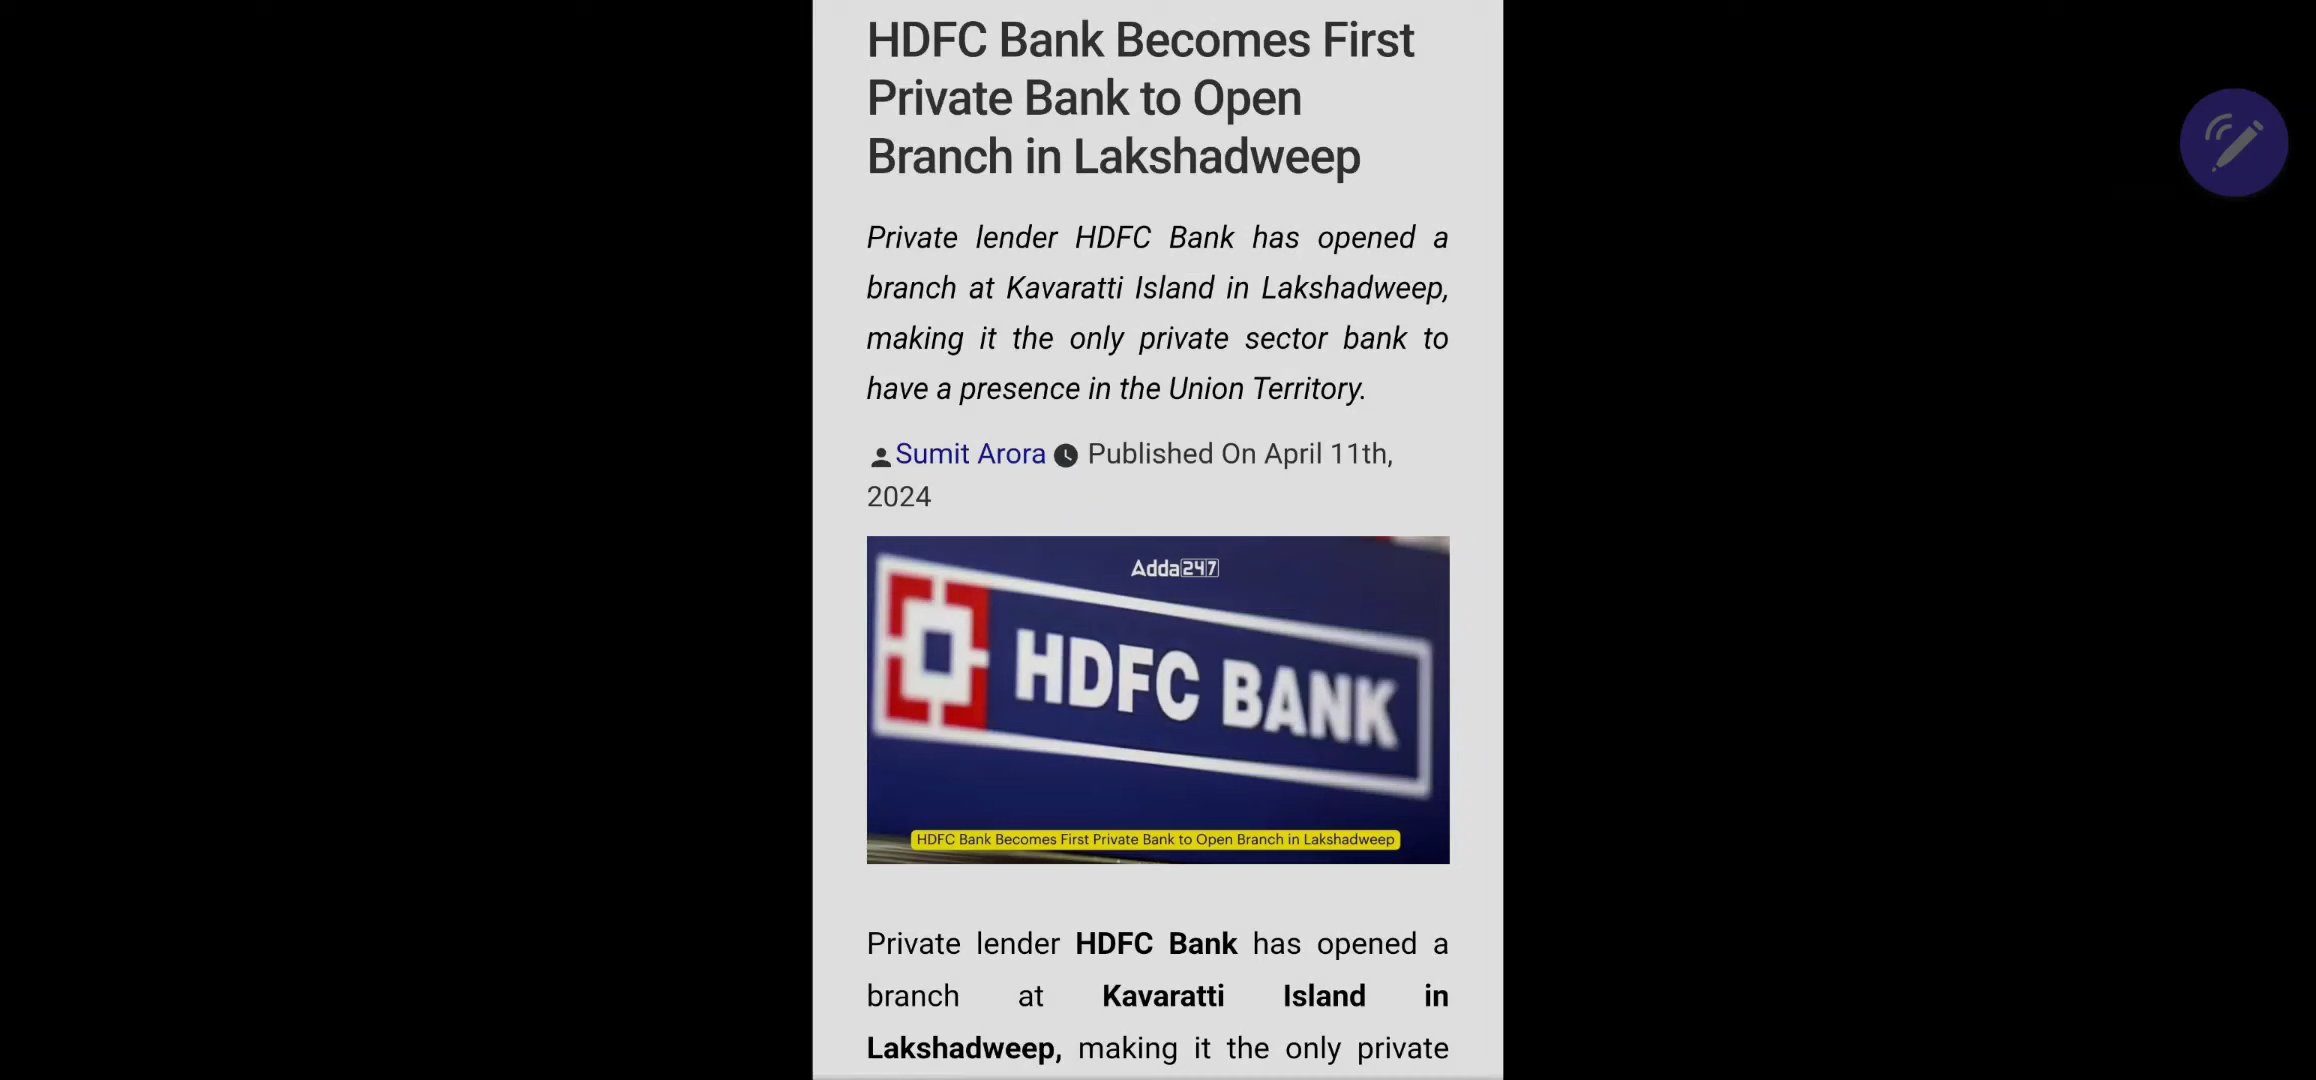 HDFC Bank Becomes First
Private Bank to Open
Branch in Lakshadweep
Private lender HDFC Bank has opened a
branch at Kavaratti Island in Lakshadweep,
making it the only private sector bank to
have a presence in the Union Territory.
Sumit Arora Published On April 11th,
2024
Adda247
HDFC BANK
HDFC Bank Becomes First Private Bank to Open Branch in Lakshadweep
Private lender HDFC Bank has opened a
branch at Kavaratti Island in
Lakshadweep, making it the only private